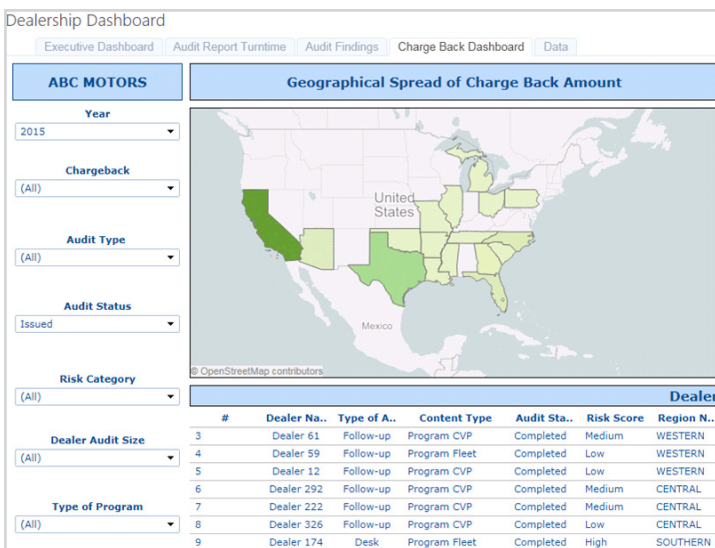 Dealership Dashboard
Executive Dashboard Audit Report Turntime Audit Findings Charge Back Dashboard Data
ABC MOTORS
Geographical Spread of Charge Back Amount
Year
2015
Chargeback
(All)
Audit Type
(All)
Audit Status
Issued
Risk Category
(All)
Dealer Audit Size
(All)
Type of Program
(All)
United
States
Mexico
© OpenStreetMap contributors
Dealer
# Dealer Na.. Type of A.. Content Type Audit Sta.. Risk Score Region N..
3 Dealer 61 Follow-up Program CVP Completed Medium WESTERN
4 Dealer 59 Follow-up Program Fleet Completed Low WESTERN
5 Dealer 12 Follow-up Program CVP Completed Low WESTERN
6 Dealer 292 Follow-up Program CVP Completed Medium CENTRAL
7 Dealer 222 Follow-up Program CVP Completed Medium CENTRAL
8 Dealer 326 Follow-up Program CVP Completed Low CENTRAL
9 Dealer 174 Desk Program Fleet Completed High SOUTHERN